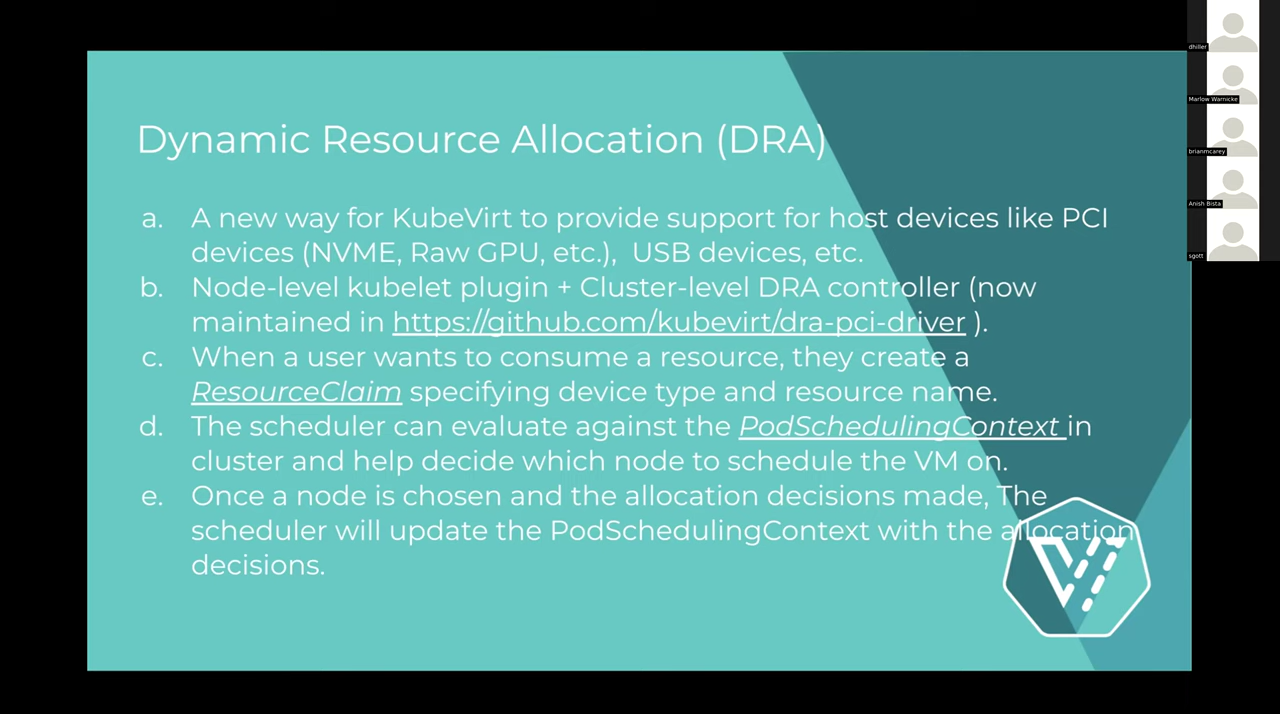 Dynamic Resource Allocation (DRA)
a. A new way for KubeVirt to provide support for host devices like PCI
devices (NVME, Raw GPU, etc.), USB devices, etc.
b. Node-level kubelet plugin + Cluster-level DRA controller (now
maintained in https://github.com/kubevirt/dra-pci-driver ).
c. When a user wants to consume a resource, they create a
ResourceClaim specifying device type and resource name.
d. The scheduler can evaluate against the PodSchedulingContext in
cluster and help decide which node to schedule the VM on.
e. Once a node is chosen and the allocation decisions made, The
scheduler will update the PodSchedulingContext with the allocation
decisions.
dhiller
Marlow Warnicke
brianmcarey
Anish Bista
sgott